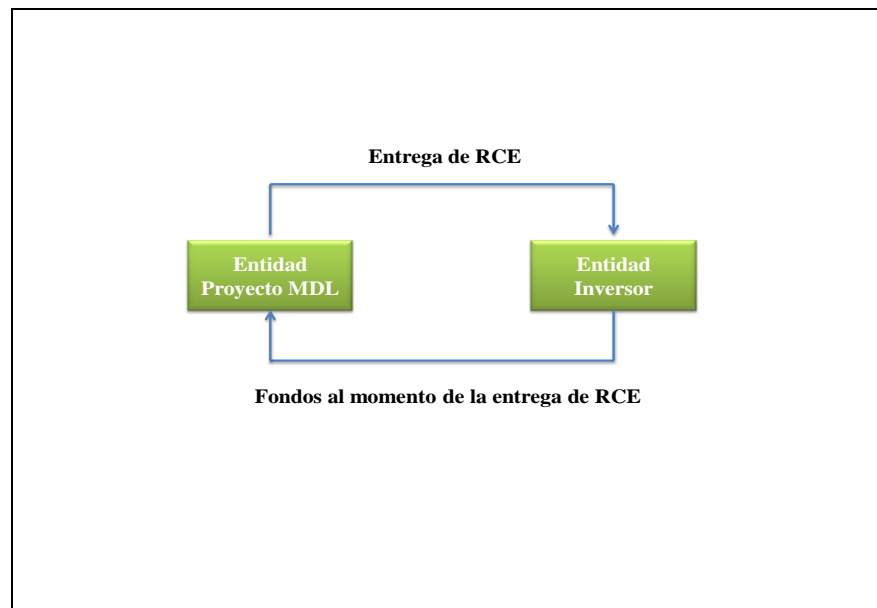 Entrega de RCE
Entidad
Proyecto MDL
Entidad
Inversor
Fondos al momento de la entrega de RCE